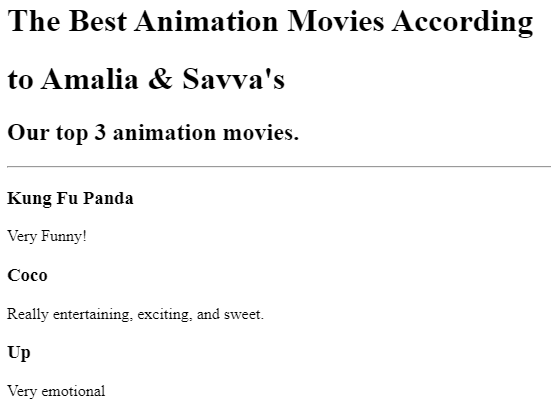 The Best Animation Movies According
to Amalia & Savva's
Our top 3 animation movies.
Kung Fu Panda
Very Funny!
Coco
Really entertaining, exciting, and sweet.
Up
Very emotional